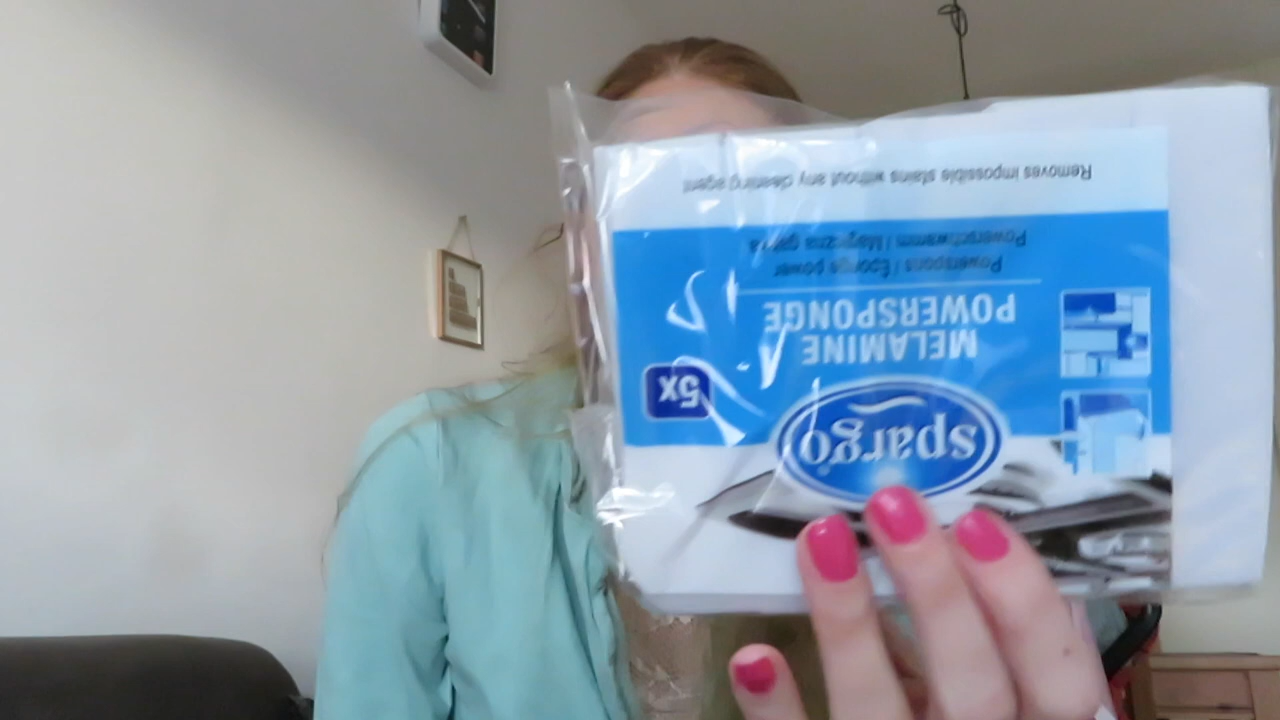 spargo
5x
MELAMINE
POWERSPONGE
Powerspons / Éponge power
Powerschwamm / Magiczna gąbka
Removes impossible stains without any cleaning agent